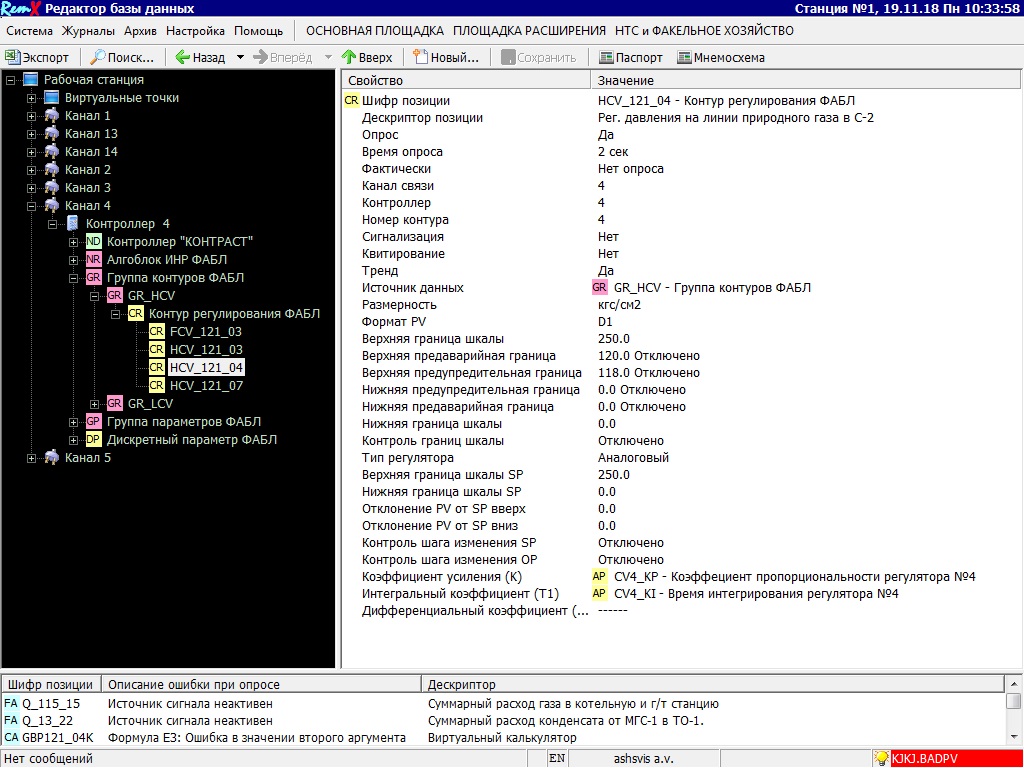 RemX Редактор базы данных Станция №1, 19.11.18 Пн 10:33:58
Система Журналы Архив Настройка Помощь ОСНОВНАЯ ПЛОЩАДКА ПЛОЩАДКА РАСШИРЕНИЯ НТС и ФАКЕЛЬНОЕ ХОЗЯЙСТВО
Экспорт Поиск... Назад Вперёд Вверх Новый... Сохранить Паспорт Мнемосхема
Рабочая станция
Виртуальные точки
Канал 1
Канал 13
Канал 14
Канал 2
Канал 3
Канал 4
Контроллер 4
ND Контроллер "КОНТРАСТ"
NR Алгоблок ИНР ФАБЛ
GR Группа контуров ФАБЛ
GR GR_HCV
CR Контур регулирования ФАБЛ
CR FCV_121_03
CR HCV_121_03
CR HCV_121_04
CR HCV_121_07
GR GR_LCV
GP Группа параметров ФАБЛ
DP Дискретный параметр ФАБЛ
Канал 5
Свойство Значение
CR Шифр позиции HCV_121_04 - Контур регулирования ФАБЛ
Дескриптор позиции Рег. давления на линии природного газа в С-2
Опрос Да
Время опроса 2 сек
Фактически Нет опроса
Канал связи 4
Контроллер 4
Номер контура 4
Сигнализация Нет
Квитирование Нет
Тренд Да
Источник данных GR GR_HCV - Группа контуров ФАБЛ
Размерность кгс/см2
Формат PV D1
Верхняя граница шкалы 250.0
Верхняя предаварийная граница 120.0 Отключено
Верхняя предупредительная граница 118.0 Отключено
Нижняя предупредительная граница 0.0 Отключено
Нижняя предаварийная граница 0.0 Отключено
Нижняя граница шкалы 0.0
Контроль границ шкалы Отключено
Тип регулятора Аналоговый
Верхняя граница шкалы SP 250.0
Нижняя граница шкалы SP 0.0
Отклонение PV от SP вверх 0.0
Отклонение PV от SP вниз 0.0
Контроль шага изменения SP Отключено
Контроль шага изменения OP Отключено
Коэффициент усиления (K) AP CV4_KP - Коэффециент пропорциональности регулятора №4
Интегральный коэффициент (T1) AP CV4_KI - Время интегрирования регулятора №4
Дифференциальный коэффициент (... ------
Шифр позиции Описание ошибки при опросе Дескриптор
FA Q_115_15 Источник сигнала неактивен Суммарный расход газа в котельную и г/т станцию
FA Q_13_22 Источник сигнала неактивен Суммарный расход конденсата от МГС-1 в ТО-1.
CA GBP121_04K Формула E3: Ошибка в значении второго аргумента Виртуальный калькулятор
Нет сообщений EN ashsvis a.v. KJKJ.BADPV